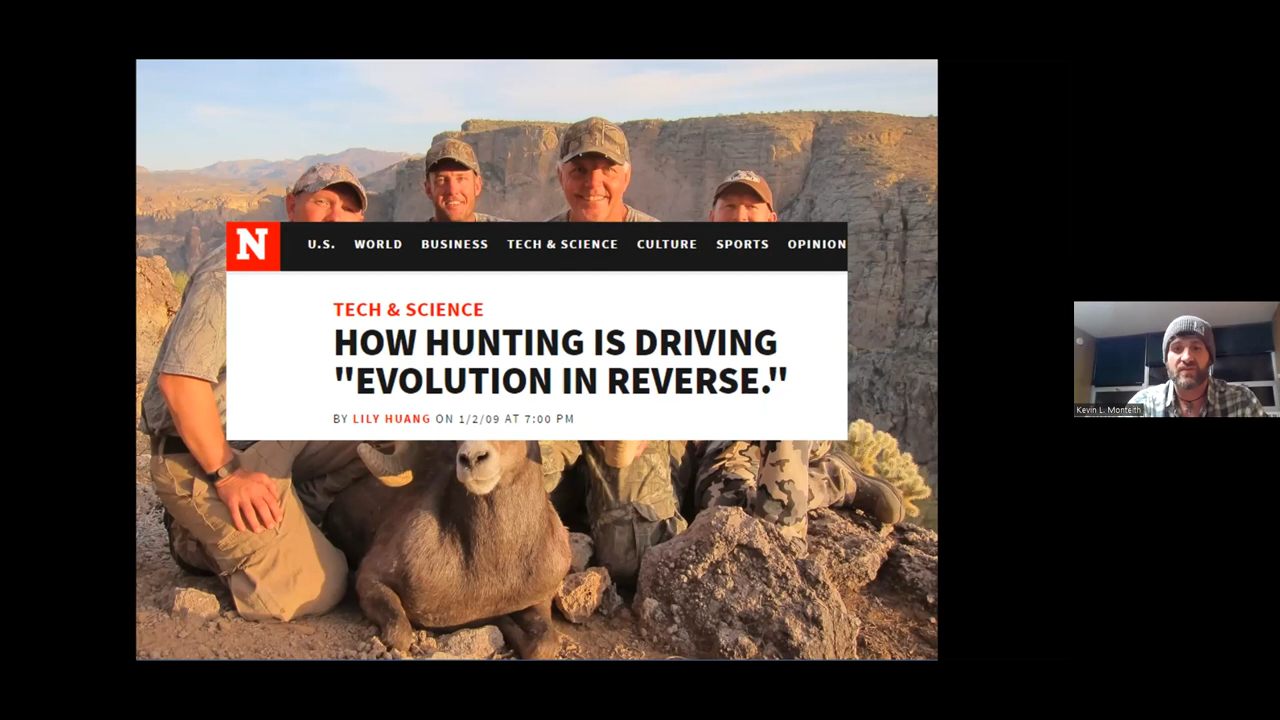 N U.S. WORLD BUSINESS TECH & SCIENCE CULTURE SPORTS OPINION
TECH & SCIENCE
HOW HUNTING IS DRIVING
"EVOLUTION IN REVERSE."
BY LILY HUANG ON 1/2/09 AT 7:00 PM
Kevin L. Monteith